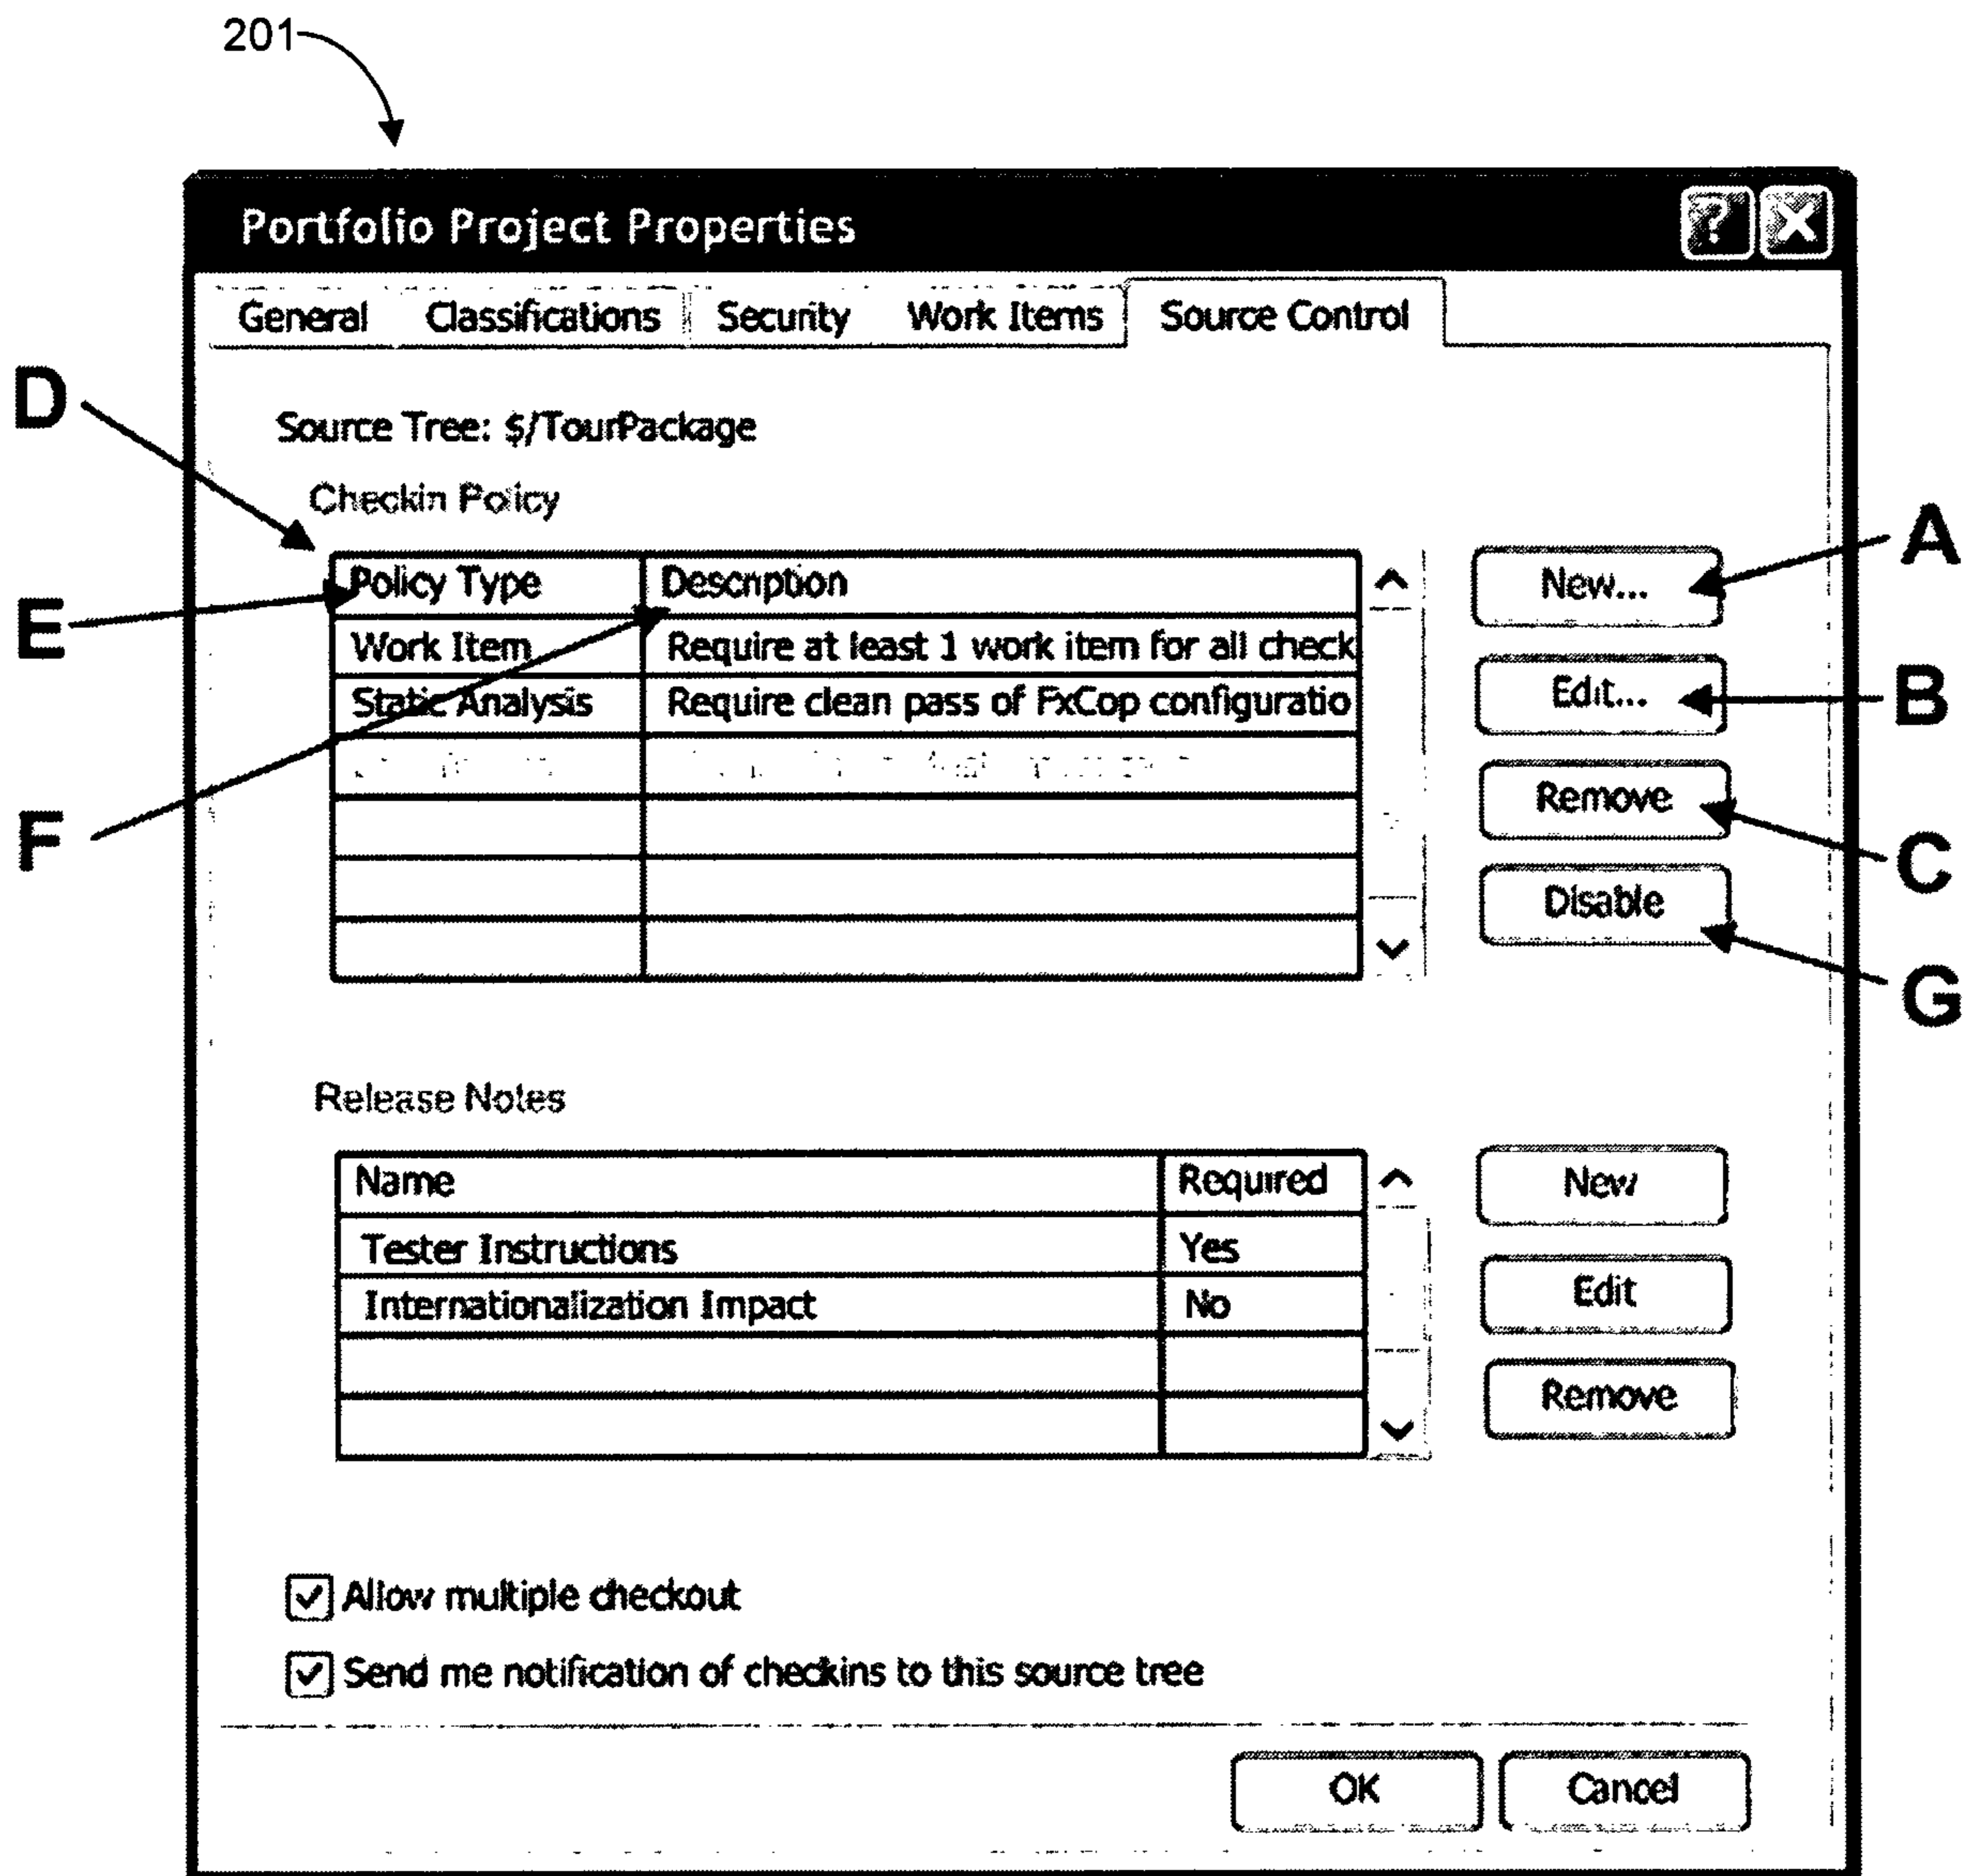 201
Portfolio Project Properties ? X
General Classifications Security Work Items Source Control
D
Source Tree: $/TourPackage
Checkin Policy
A
Policy Type Description New...
E
Work Item Require at least 1 work item for all check
B
Static Analysis Require clean pass of FxCop configuratio Edit...
Remove
F
C
Disable
G
Release Notes
Name Required New
Tester Instructions Yes
Internationalization Impact No Edit
Remove
Allow multiple checkout
Send me notification of checkins to this source tree
OK Cancel